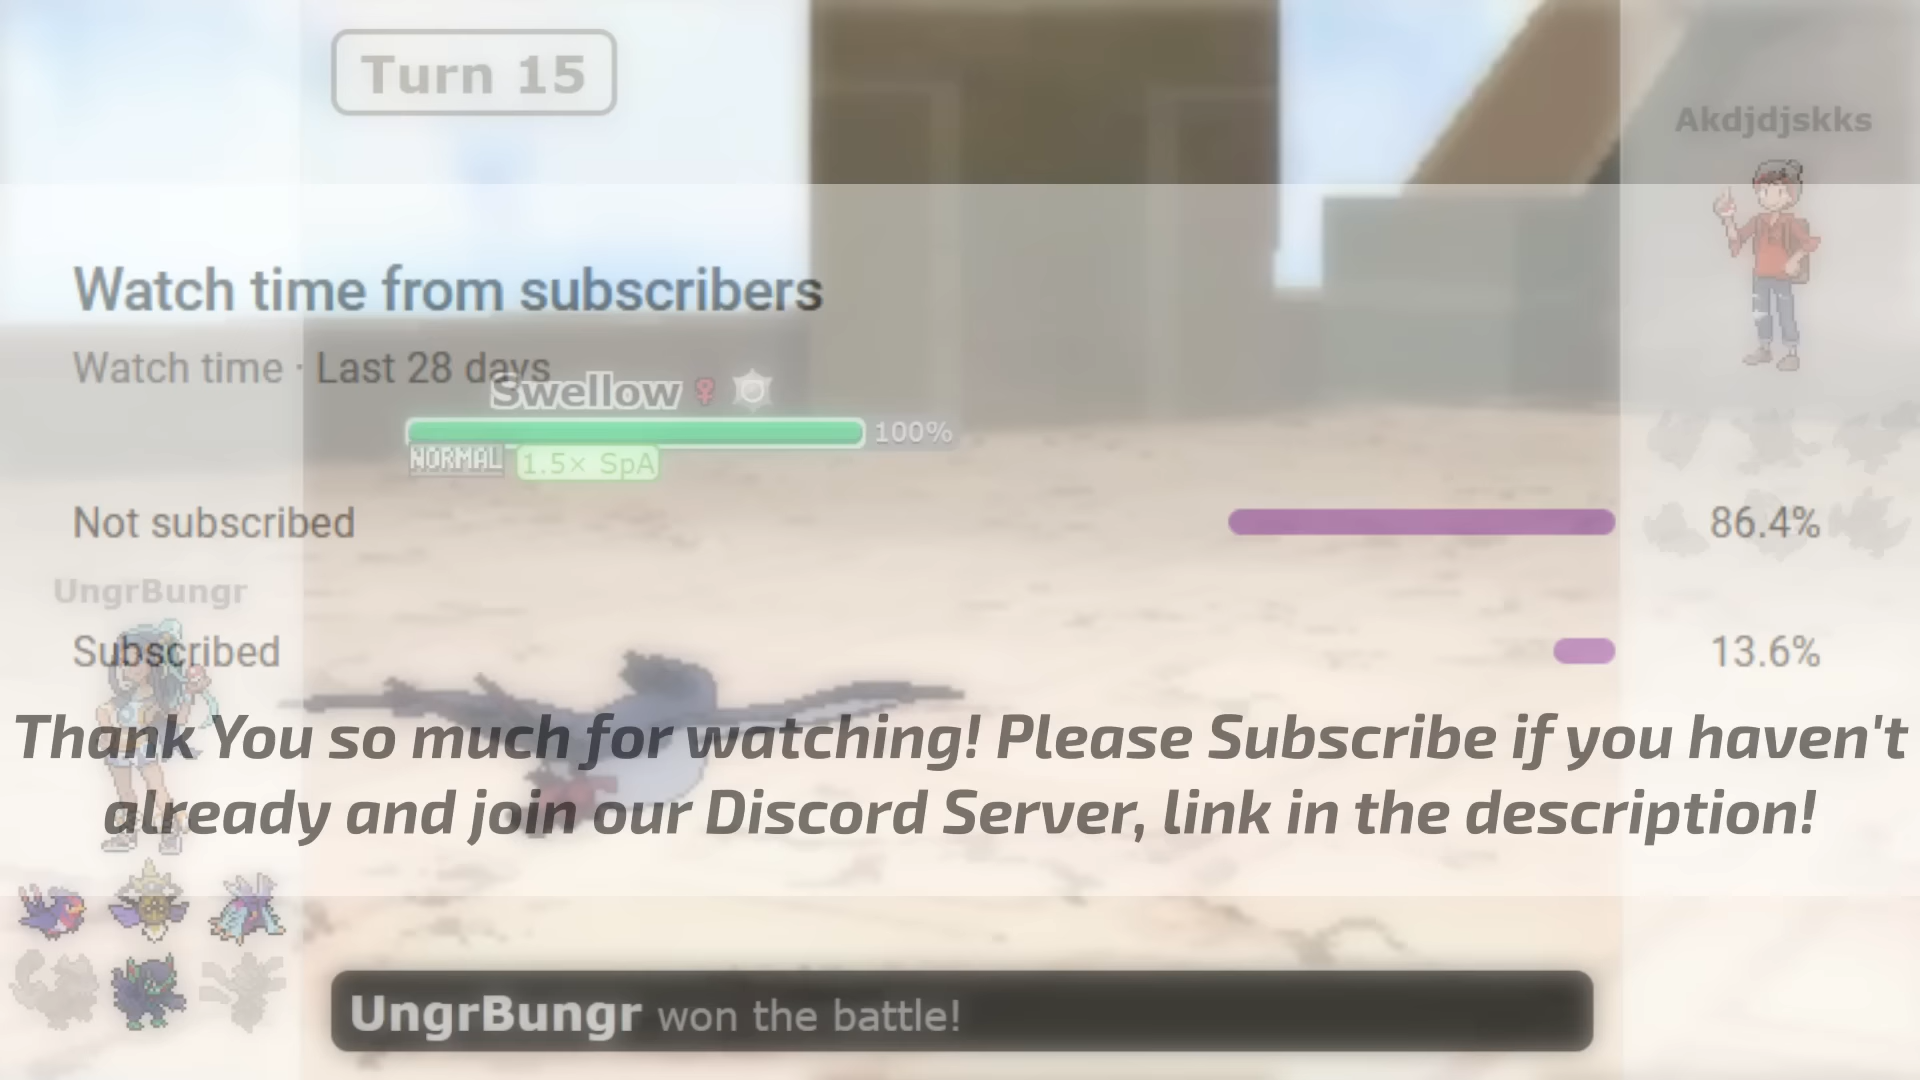 Turn 15
Akdjdjskks
Watch time from subscribers
Watch time · Last 28 days
Swellow ♀
100%
NORMAL 1.5× SpA
Not subscribed 86.4%
UngrBungr
Subscribed 13.6%
Thank You so much for watching! Please Subscribe if you haven't
already and join our Discord Server, link in the description!
UngrBungr won the battle!